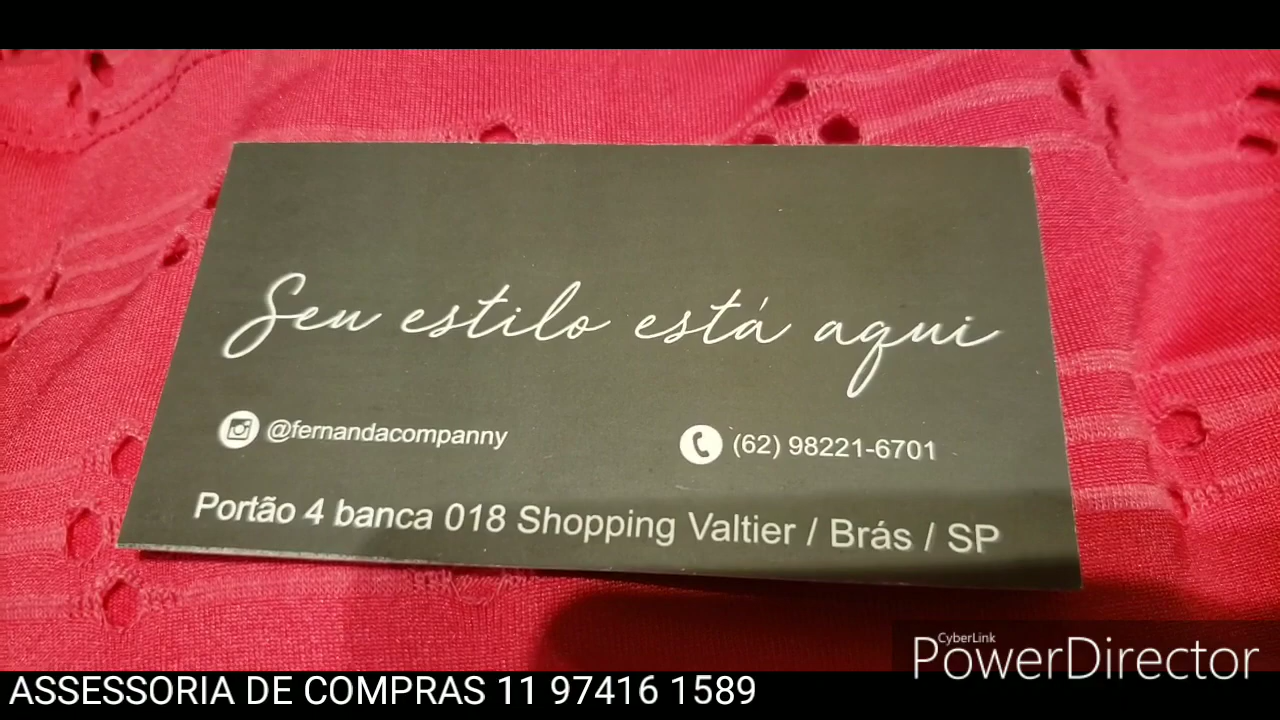 Seu estilo está aqui
@fernandacompanny
(62) 98221-6701
Portão 4 banca 018 Shopping Valtier / Brás / SP
CyberLink
PowerDirector
ASSESSORIA DE COMPRAS 11 97416 1589